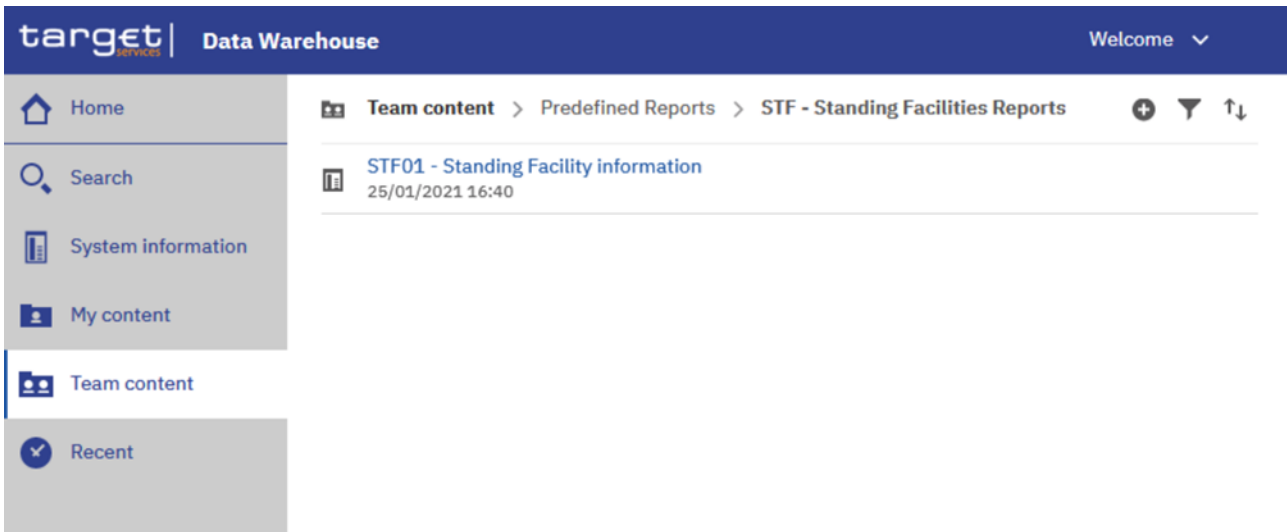 target services | Data Warehouse Welcome
Home
Team content > Predefined Reports > STF - Standing Facilities Reports
Search
STF01 - Standing Facility information
25/01/2021 16:40
System information
My content
Team content
Recent